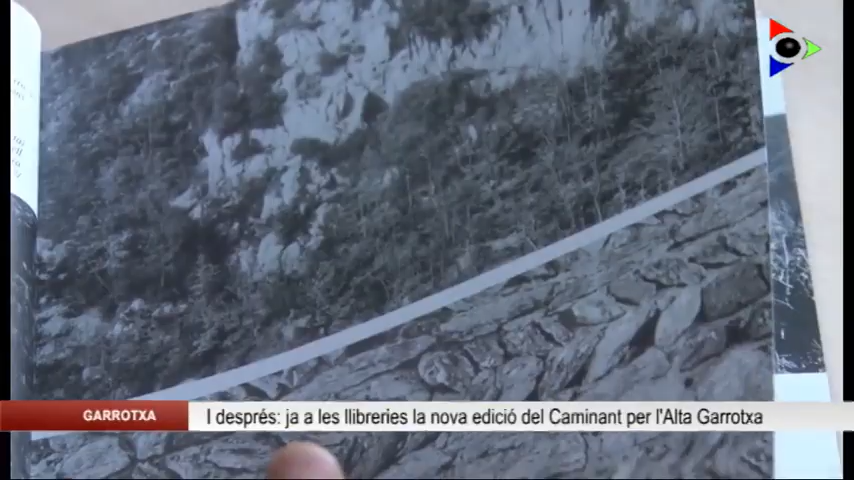 GARROTXA
I després: ja a les llibreries la nova edició del Caminant per l'Alta Garrotxa